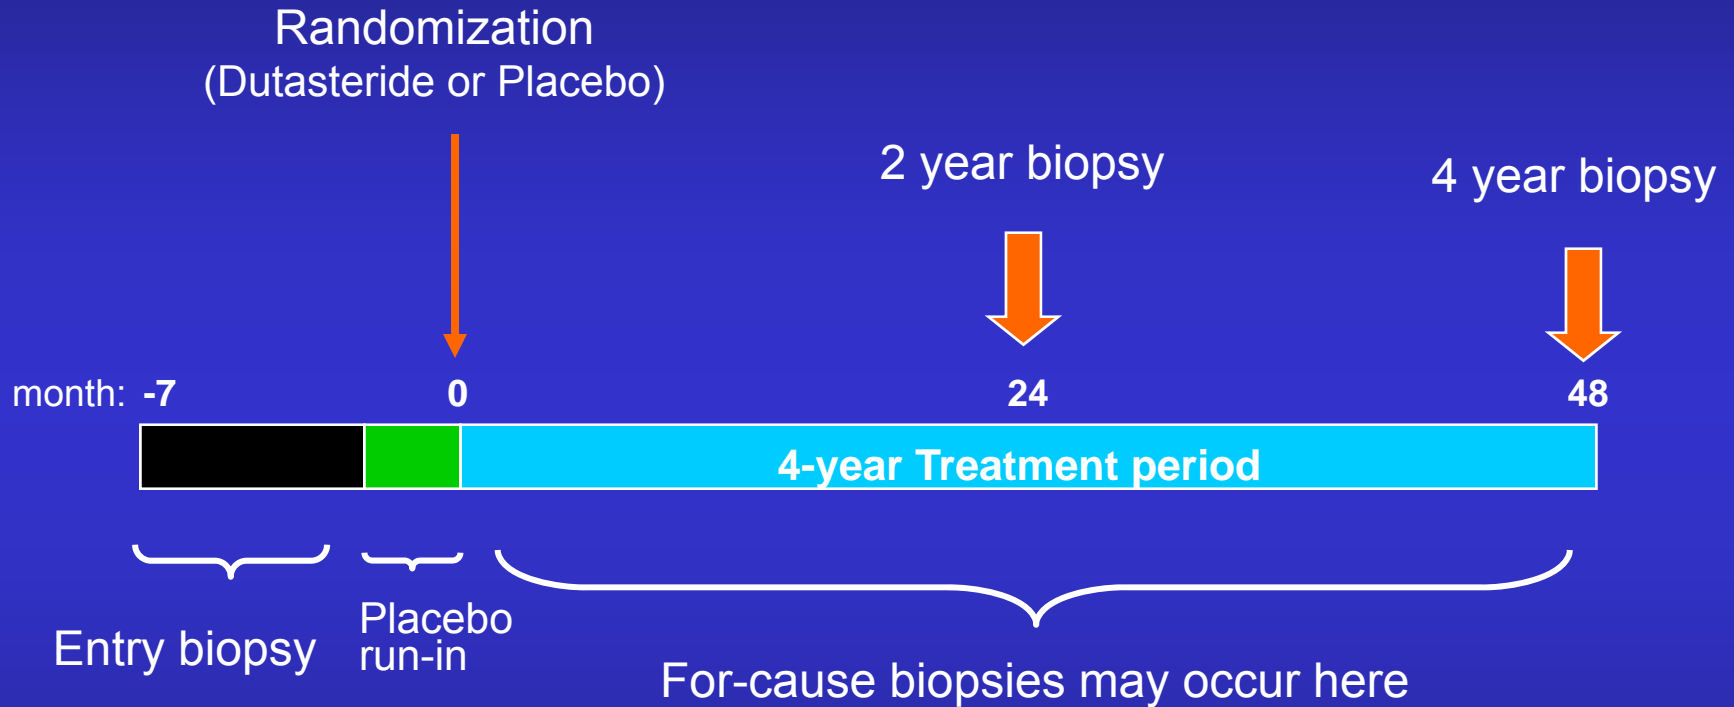 Randomization
(Dutasteride or Placebo)
2 year biopsy
4 year biopsy
month: -7 0 24 48
4-year Treatment period
Entry biopsy
Placebo
run-in
For-cause biopsies may occur here